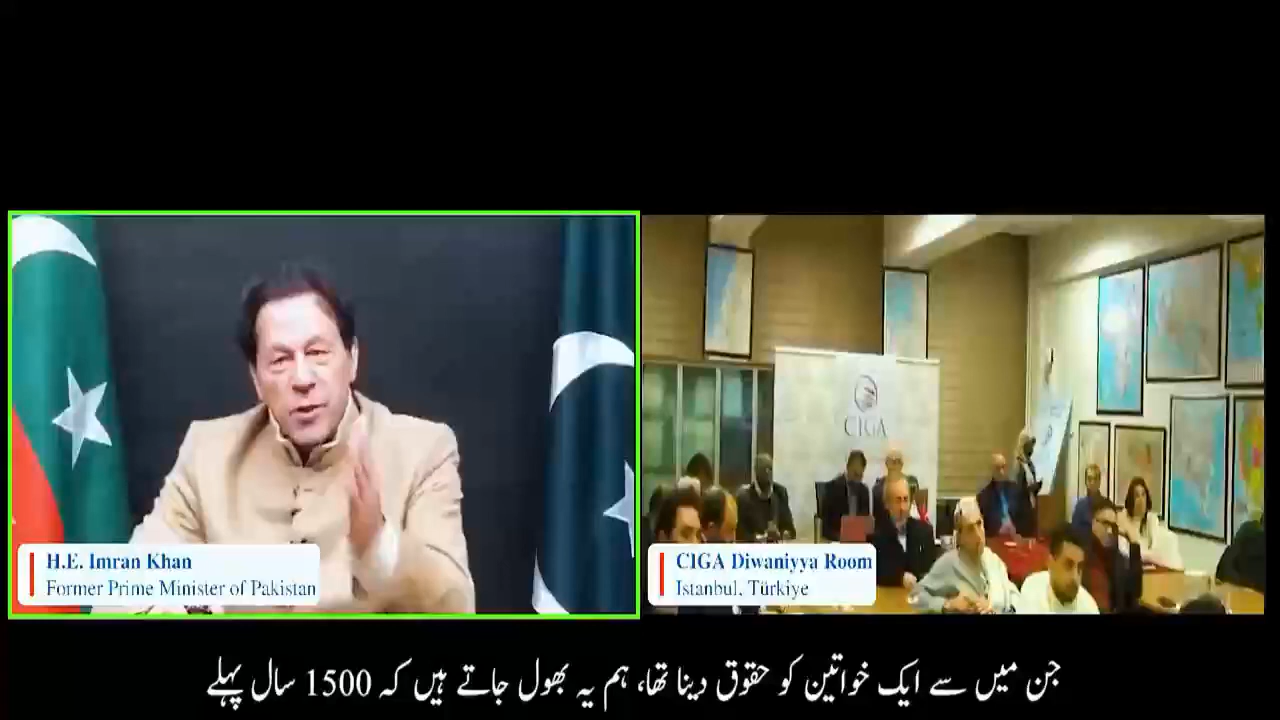 CIGA
H.E. Imran Khan
Former Prime Minister of Pakistan
CIGA Diwaniyya Room
Istanbul, Türkiye
جن میں سے ایک خواتین کو حقوق دینا تھا، ہم یہ بھول جاتے ہیں کہ 1500 سال پہلے